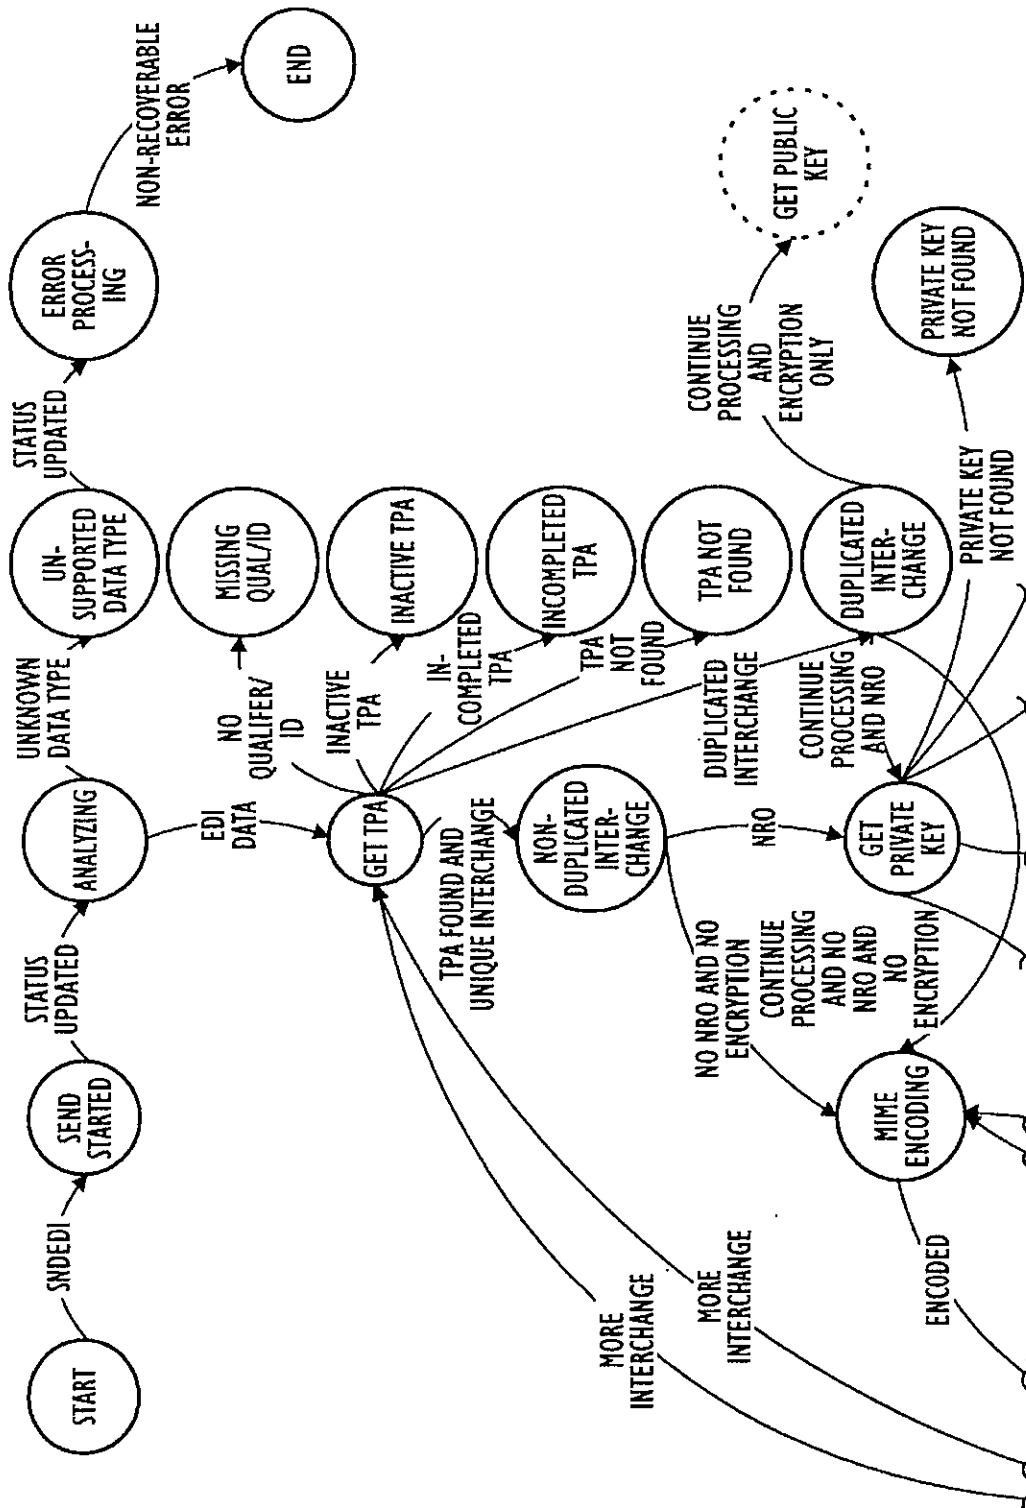 START
SNDEDI
SEND
STARTED
STATUS
UPDATED
ANALYZING
UNKNOWN
DATA TYPE
UN-
SUPPORTED
DATA TYPE
STATUS
UPDATED
ERROR
PROCESS-
ING
NON-RECOVERABLE
ERROR
END
EDI
DATA
NO
QUALIFER/
ID
MISSING
QUAL/ID
GET TPA
INACTIVE
TPA
INACTIVE TPA
IN-
COMPLETED
TPA
INCOMPLETED
TPA
TPA
NOT
FOUND
TPA NOT
FOUND
TPA FOUND AND
UNIQUE INTERCHANGE
NON-
DUPLICATED
INTER-
CHANGE
DUPLICATED
INTERCHANGE
DUPLICATED
INTER-
CHANGE
CONTINUE
PROCESSING
AND
ENCRYPTION
ONLY
GET PUBLIC
KEY
MORE
INTERCHANGE
MORE
INTERCHANGE
NO NRO AND NO
ENCRYPTION
CONTINUE
PROCESSING
AND NO
NRO AND
NO
ENCRYPTION
NRO
CONTINUE
PROCESSING
AND NRO
GET
PRIVATE
KEY
PRIVATE KEY
NOT FOUND
PRIVATE KEY
NOT FOUND
MIME
ENCODING
ENCODED